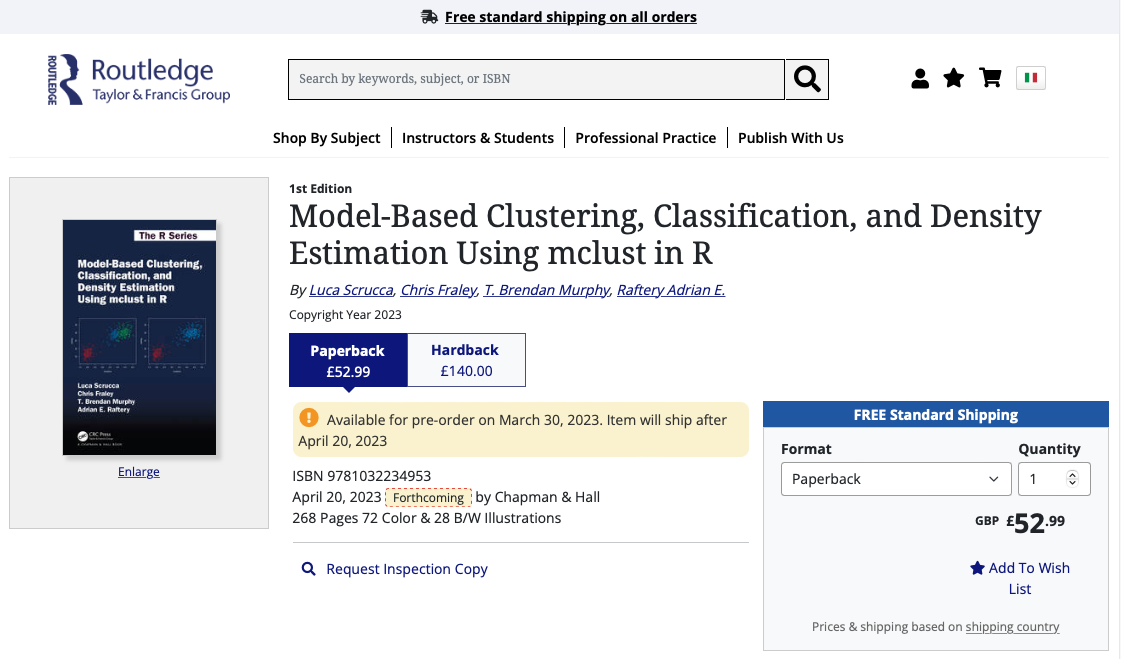 Free standard shipping on all orders
ROUTLEDGE
Routledge
Taylor & Francis Group
Search by keywords, subject, or ISBN
Shop By Subject
Instructors & Students
Professional Practice
Publish With Us
The R Series
Model-Based Clustering,
Classification, and
Density Estimation
Using mclust in R
Luca Scrucca
Chris Fraley
T. Brendan Murphy
Adrian E. Raftery
CRC Press
Enlarge
1st Edition
Model-Based Clustering, Classification, and Density
Estimation Using mclust in R
By Luca Scrucca, Chris Fraley, T. Brendan Murphy, Raftery Adrian E.
Copyright Year 2023
Paperback
£52.99
Hardback
£140.00
Available for pre-order on March 30, 2023. Item will ship after
April 20, 2023
ISBN 9781032234953
April 20, 2023 Forthcoming by Chapman & Hall
268 Pages 72 Color & 28 B/W Illustrations
Request Inspection Copy
FREE Standard Shipping
Format
Quantity
Paperback
1
GBP £52.99
Add To Wish
List
Prices & shipping based on shipping country